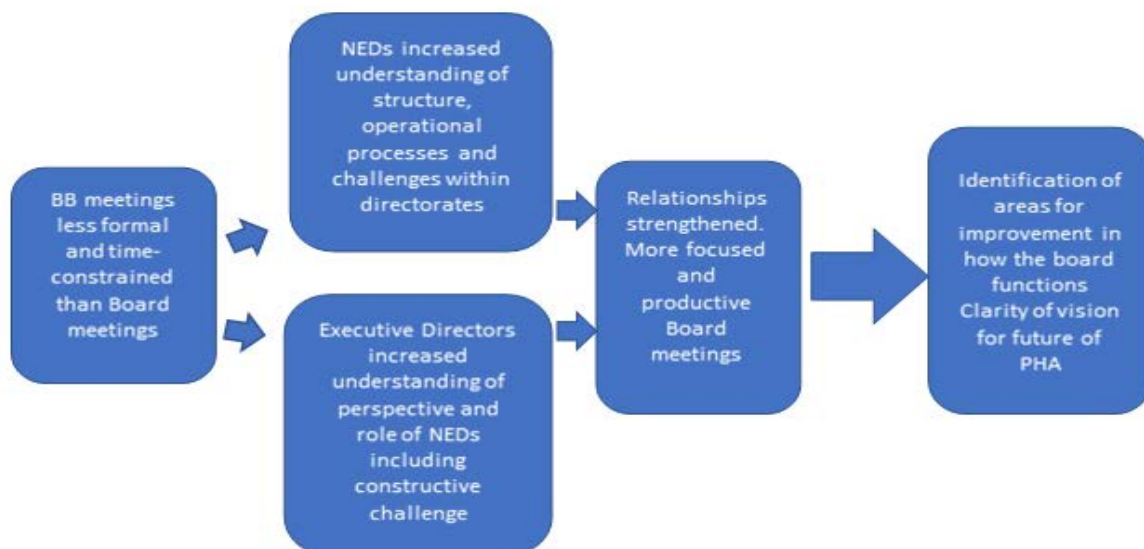 BB meetings
less formal
and time-
constrained
than Board
meetings
NEDs increased
understanding of
structure,
operational
processes and
challenges within
directorates
Executive Directors
increased
understanding of
perspective and
role of NEDs
including
constructive
challenge
Relationships
strengthened.
More focused
and
productive
Board
meetings
Identification of
areas for
improvement in
how the board
functions
Clarity of vision
for future of
PHA